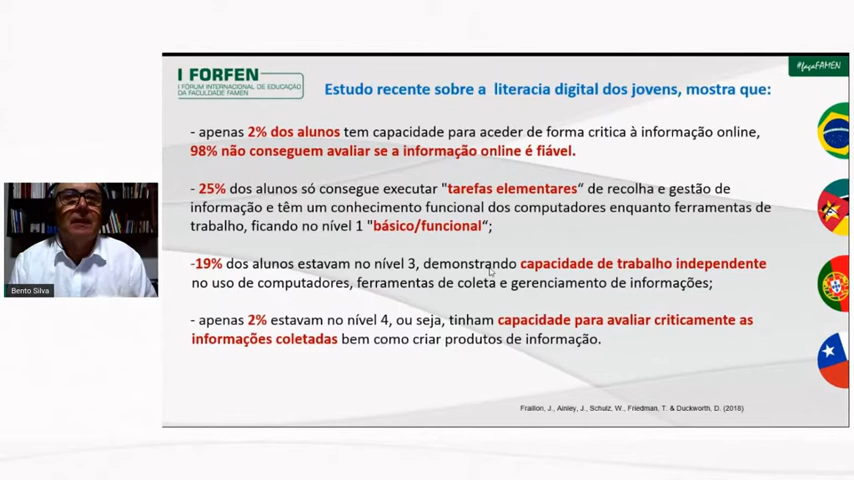 I FORFEN
I FÓRUM INTERNACIONAL DE EDUCAÇÃO
DA FACULDADE FAMEN
#façaFAMEN
Estudo recente sobre a literacia digital dos jovens, mostra que:
- apenas 2% dos alunos tem capacidade para aceder de forma critica à informação online,
98% não conseguem avaliar se a informação online é fiável.
- 25% dos alunos só consegue executar "tarefas elementares“ de recolha e gestão de
informação e têm um conhecimento funcional dos computadores enquanto ferramentas de
trabalho, ficando no nível 1 "básico/funcional“;
-19% dos alunos estavam no nível 3, demonstrando capacidade de trabalho independente
no uso de computadores, ferramentas de coleta e gerenciamento de informações;
- apenas 2% estavam no nível 4, ou seja, tinham capacidade para avaliar criticamente as
informações coletadas bem como criar produtos de informação.
Fraillon, J., Ainley, J., Schulz, W., Friedman, T. & Duckworth, D. (2018)
Bento Silva